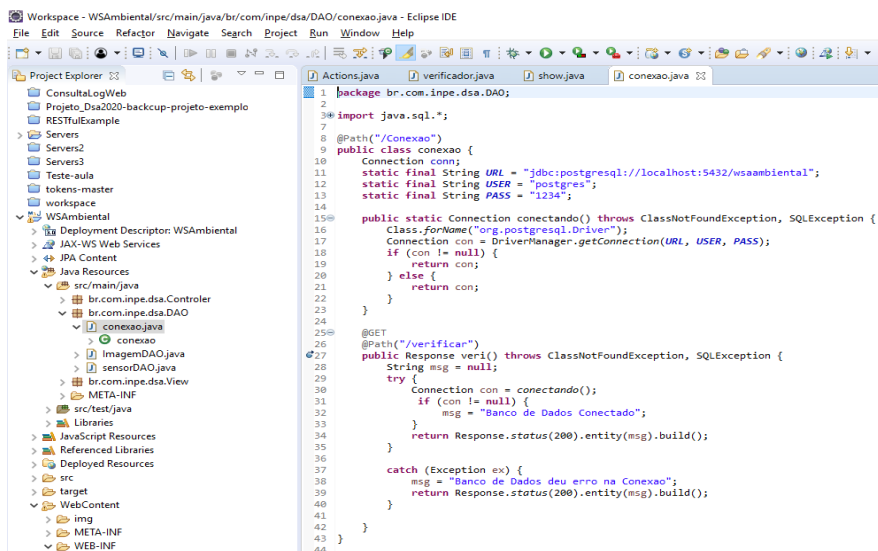 Workspace - WSAmbiental/src/main/java/br/com/inpe/dsa/DAO/conexao.java - Eclipse IDE
File Edit Source Refactor Navigate Search Project Run Window Help
Project Explorer
ConsultaLogWeb
Projeto_Dsa2020-backcup-projeto-exemplo
RESTfulExample
Servers
Servers2
Servers3
Teste-aula
tokens-master
workspace
WSAmbiental
Deployment Descriptor: WSAmbiental
JAX-WS Web Services
JPA Content
Java Resources
src/main/java
br.com.inpe.dsa.Controler
br.com.inpe.dsa.DAO
conexao.java
conexao
ImagemDAO.java
sensorDAO.java
br.com.inpe.dsa.View
META-INF
src/test/java
Libraries
JavaScript Resources
Referenced Libraries
Deployed Resources
src
target
WebContent
img
META-INF
WEB-INF
Actions.java verificador.java show.java conexao.java
1 package br.com.inpe.dsa.DAO;
2
3 import java.sql.*;
7
8 @Path("/Conexao")
9 public class conexao {
10 Connection conn;
11 static final String URL = "jdbc:postgresql://localhost:5432/wsaambiental";
12 static final String USER = "postgres";
13 static final String PASS = "1234";
14
15 public static Connection conectando() throws ClassNotFoundException, SQLException {
16 Class.forName("org.postgresql.Driver");
17 Connection con = DriverManager.getConnection(URL, USER, PASS);
18 if (con != null) {
19 return con;
20 } else {
21 return con;
22 }
23 }
24
25 @GET
26 @Path("/verificar")
27 public Response veri() throws ClassNotFoundException, SQLException {
28 String msg = null;
29 try {
30 Connection con = conectando();
31 if (con != null) {
32 msg = "Banco de Dados Conectado";
33 }
34 return Response.status(200).entity(msg).build();
35 }
36
37 catch (Exception ex) {
38 msg = "Banco de Dados deu erro na Conexao";
39 return Response.status(200).entity(msg).build();
40 }
41
42 }
43 }
44